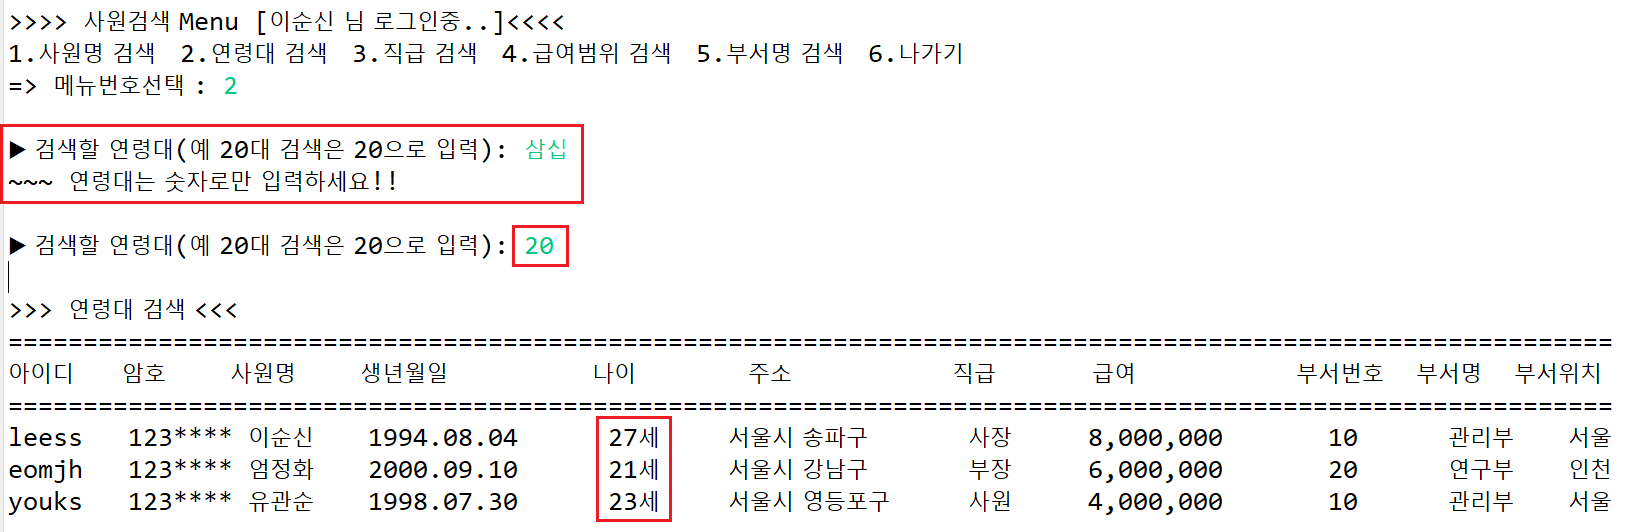 >>>> 사원검색 Menu [이순신 님 로그인중..]<<<<
1.사원명 검색  2.연령대 검색  3.직급 검색  4.급여범위 검색  5.부서명 검색  6.나가기
=> 메뉴번호선택 : 2
▶ 검색할 연령대(예 20대 검색은 20으로 입력): 삼십
~~~ 연령대는 숫자로만 입력하세요!!
▶ 검색할 연령대(예 20대 검색은 20으로 입력): 20
>>> 연령대 검색 <<<
===========================================================================================================
아이디 암호 사원명 생년월일 나이 주소 직급 급여 부서번호 부서명 부서위치
===========================================================================================================
leess 123**** 이순신 1994.08.04 27세 서울시 송파구 사장 8,000,000 10 관리부 서울
eomjh 123**** 엄정화 2000.09.10 21세 서울시 강남구 부장 6,000,000 20 연구부 인천
youks 123**** 유관순 1998.07.30 23세 서울시 영등포구 사원 4,000,000 10 관리부 서울